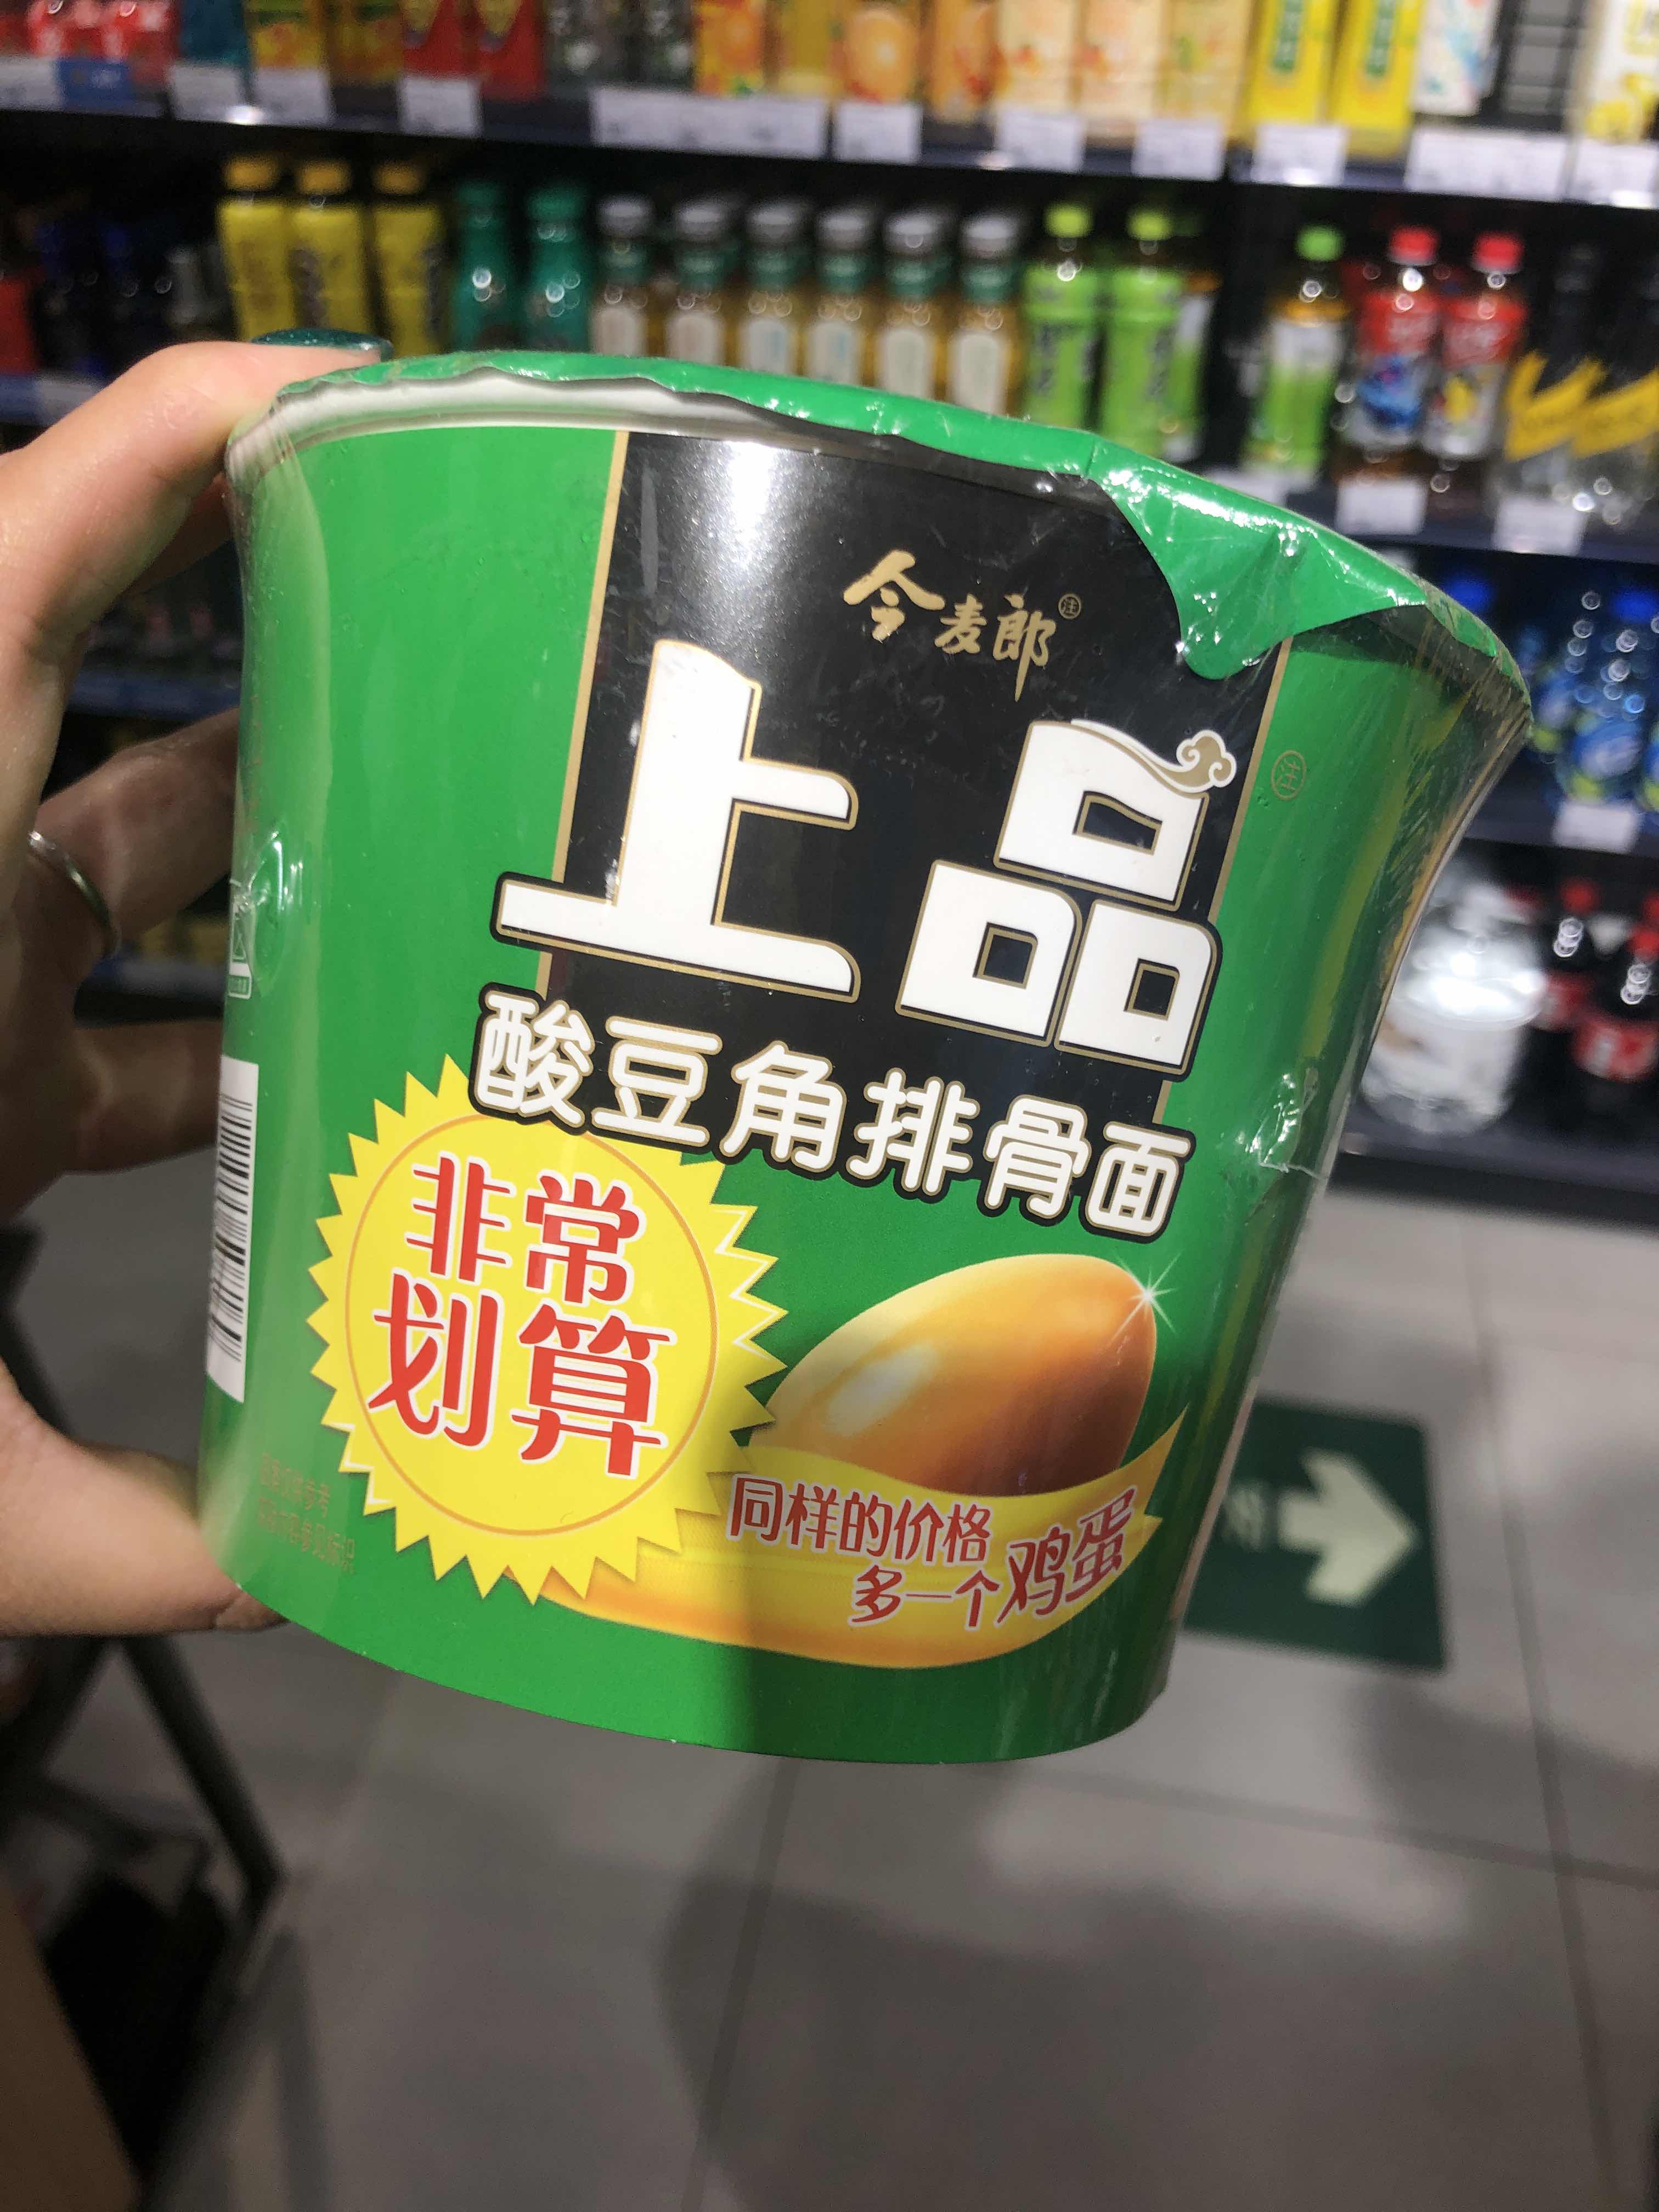 今麦郎
上品
酸豆角排骨面
非常
划算
同样的价格
多一个鸡蛋